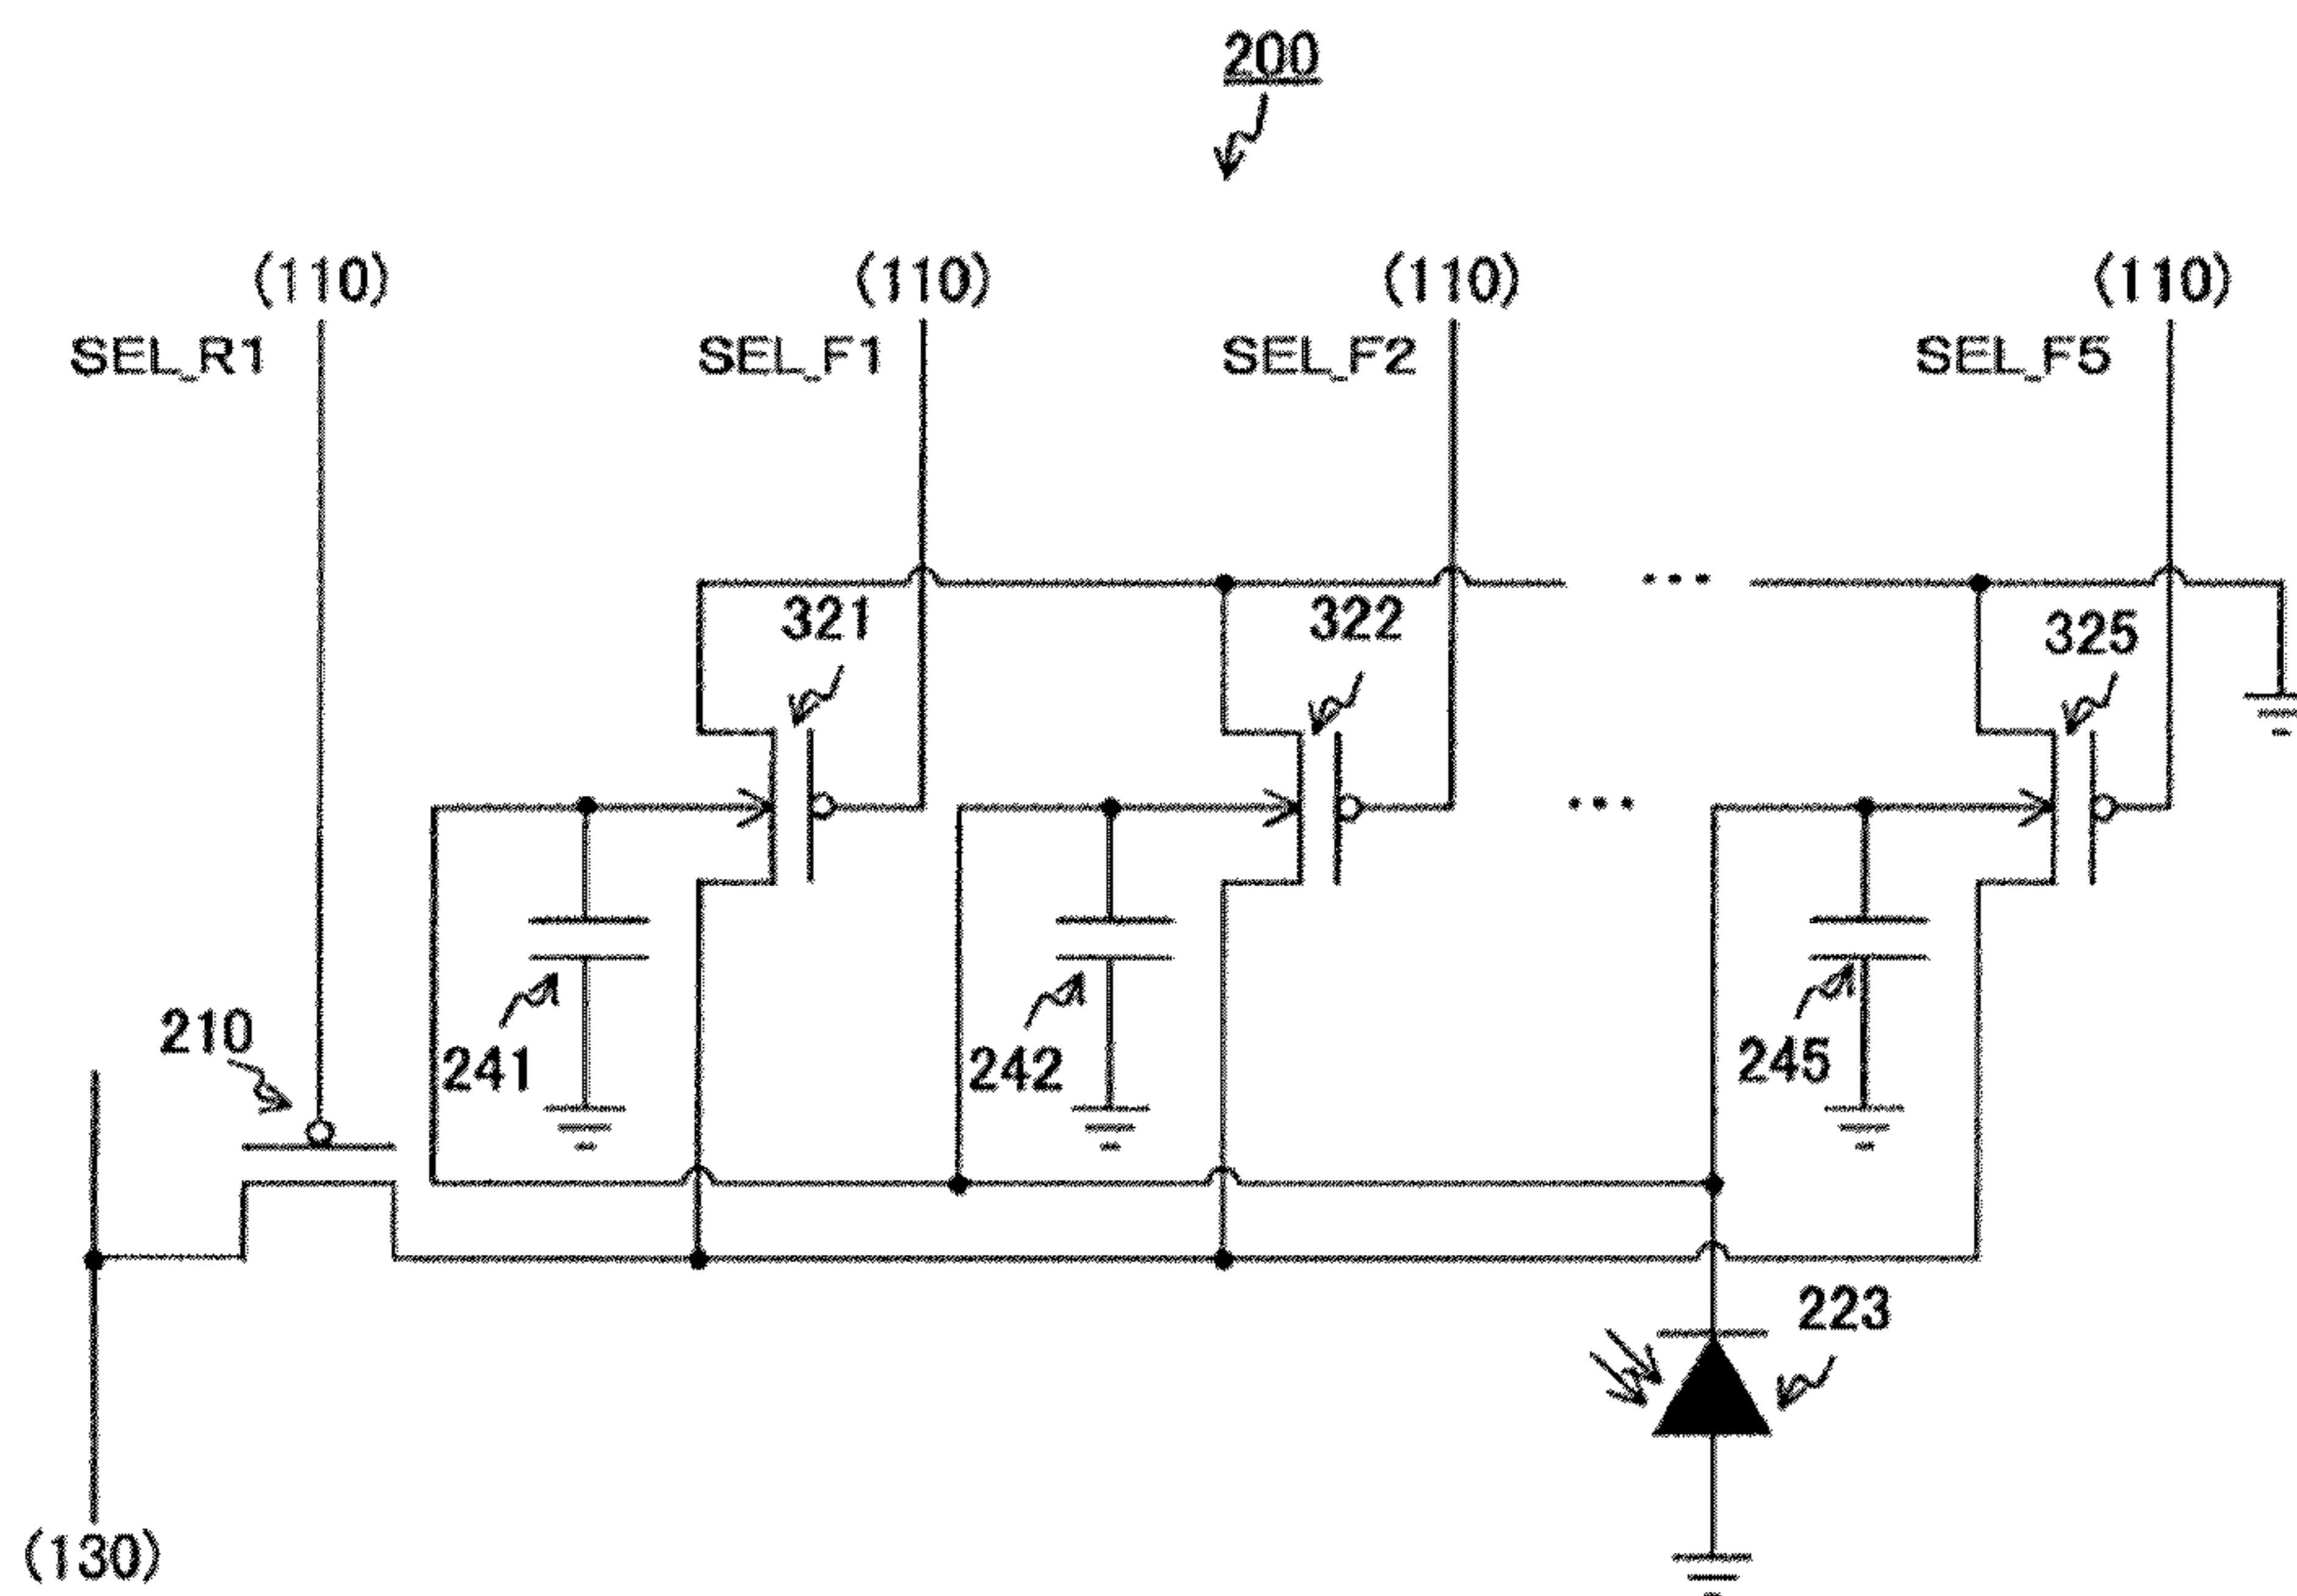 200
(110) (110) (110) (110)
SEL_R1 SEL_F1 SEL_F2 SEL_F5
321 322 325
... 
...
210 241 242 245
223
(130)